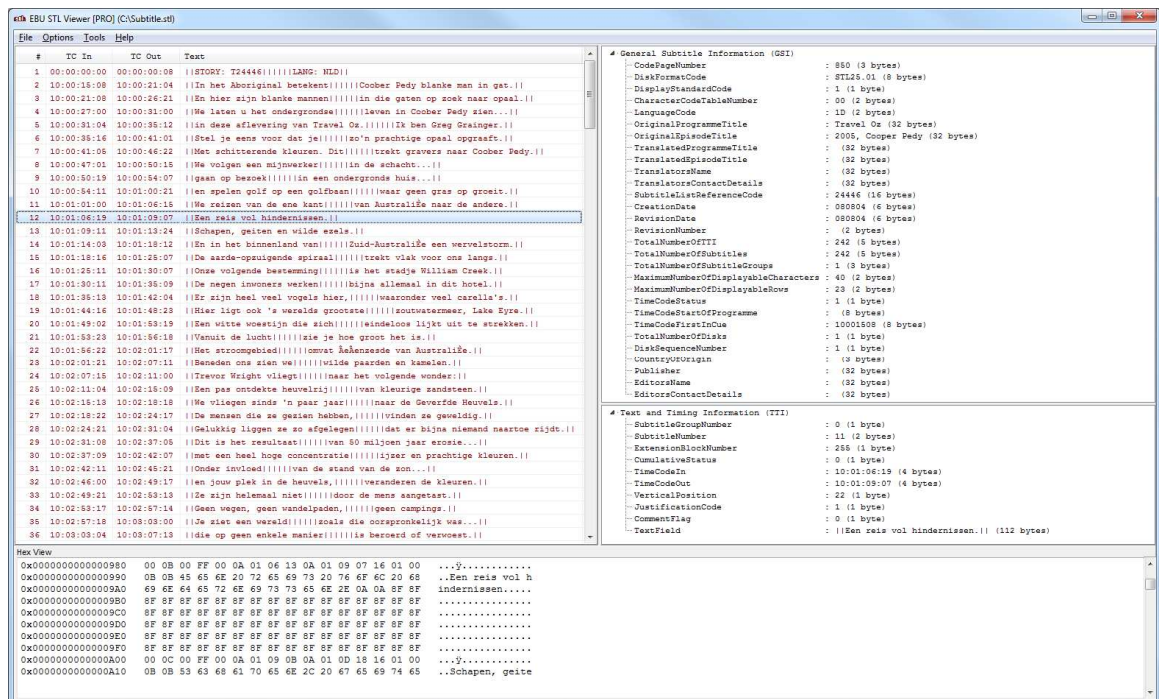 EBU STL Viewer [PRO] (C:\Subtitle.stl)
File Options Tools Help
# TC In TC Out Text
1 00:00:00:00 00:00:00:08 ||STORY: T24446||||||LANG: NLD||
2 10:00:15:08 10:00:21:04 ||In het Aboriginal betekent||||||Coober Pedy blanke man in gat.||
3 10:00:21:08 10:00:26:21 ||En hier zijn blanke mannen||||||in die gaten op zoek naar opaal.||
4 10:00:27:00 10:00:31:00 ||We laten u het ondergrondse||||||leven in Coober Pedy zien...||
5 10:00:31:04 10:00:35:12 ||in deze aflevering van Travel Oz.||||||Ik ben Greg Grainger.||
6 10:00:35:16 10:00:41:01 ||Stel je eens voor dat je||||||zo'n prachtige opaal opgraaft.||
7 10:00:41:05 10:00:46:22 ||Met schitterende kleuren. Dit||||||trekt gravers naar Coober Pedy.||
8 10:00:47:01 10:00:50:15 ||We volgen een mijnwerker||||||in de schacht...||
9 10:00:50:19 10:00:54:07 ||gaan op bezoek||||||in een ondergronds huis...||
10 10:00:54:11 10:01:00:21 ||en spelen golf op een golfbaan||||||waar geen gras op groeit.||
11 10:01:01:00 10:01:06:15 ||We reizen van de ene kant||||||van AustraliÈe naar de andere.||
12 10:01:06:19 10:01:09:07 ||Een reis vol hindernissen.||
13 10:01:09:11 10:01:13:24 ||Schapen, geiten en wilde ezels.||
14 10:01:14:03 10:01:18:12 ||En in het binnenland van||||||Zuid-AustraliÈe een wervelstorm.||
15 10:01:18:16 10:01:25:07 ||De aarde-opzuigende spiraal||||||trekt vlak voor ons langs.||
16 10:01:25:11 10:01:30:07 ||Onze volgende bestemming||||||is het stadje William Creek.||
17 10:01:30:11 10:01:35:09 ||De negen inwoners werken||||||bijna allemaal in dit hotel.||
18 10:01:35:13 10:01:42:04 ||Er zijn heel veel vogels hier,||||||waaronder veel carella's.||
19 10:01:44:16 10:01:48:23 ||Hier ligt ook 's werelds grootste||||||zoutwatermeer, Lake Eyre.||
20 10:01:49:02 10:01:53:19 ||Een witte woestijn die zich||||||eindeloos lijkt uit te strekken.||
21 10:01:53:23 10:01:56:18 ||Vanuit de lucht||||||zie je hoe groot het is.||
22 10:01:56:22 10:02:01:17 ||Het stroomgebied||||||omvat ÂeÂenzesde van AustraliÈe.||
23 10:02:01:21 10:02:07:11 ||Beneden ons zien we||||||wilde paarden en kamelen.||
24 10:02:07:15 10:02:11:00 ||Trevor Wright vliegt||||||naar het volgende wonder:||
25 10:02:11:04 10:02:15:09 ||Een pas ontdekte heuvelrij||||||van kleurige zandsteen.||
26 10:02:15:13 10:02:18:18 ||We vliegen sinds 'n paar jaar||||||naar de Geverfde Heuvels.||
27 10:02:18:22 10:02:24:17 ||De mensen die ze gezien hebben,||||||vinden ze geweldig.||
28 10:02:24:21 10:02:31:04 ||Gelukkig liggen ze zo afgelegen||||||dat er bijna niemand naartoe rijdt.||
29 10:02:31:08 10:02:37:05 ||Dit is het resultaat||||||van 50 miljoen jaar erosie...||
30 10:02:37:09 10:02:42:07 ||met een heel hoge concentratie||||||ijzer en prachtige kleuren.||
31 10:02:42:11 10:02:45:21 ||Onder invloed||||||van de stand van de zon...||
32 10:02:46:00 10:02:49:17 ||en jouw plek in de heuvels,||||||veranderen de kleuren.||
33 10:02:49:21 10:02:53:13 ||Ze zijn helemaal niet||||||door de mens aangetast.||
34 10:02:53:17 10:02:57:14 ||Geen wegen, geen wandelpaden,||||||geen campings.||
35 10:02:57:18 10:03:03:00 ||Je ziet een wereld||||||zoals die oorspronkelijk was...||
36 10:03:03:04 10:03:07:13 ||die op geen enkele manier||||||is beroerd of verwoest.||
General Subtitle Information (GSI)
CodePageNumber : 850 (3 bytes)
DiskFormatCode : STL25.01 (8 bytes)
DisplayStandardCode : 1 (1 byte)
CharacterCodeTableNumber : 00 (2 bytes)
LanguageCode : 1D (2 bytes)
OriginalProgrammeTitle : Travel Oz (32 bytes)
OriginalEpisodeTitle : 2005, Cooper Pedy (32 bytes)
TranslatedProgrammeTitle : (32 bytes)
TranslatedEpisodeTitle : (32 bytes)
TranslatorsName : (32 bytes)
TranslatorsContactDetails : (32 bytes)
SubtitleListReferenceCode : 24446 (16 bytes)
CreationDate : 080804 (6 bytes)
RevisionDate : 080804 (6 bytes)
RevisionNumber : (2 bytes)
TotalNumberOfTTI : 242 (5 bytes)
TotalNumberOfSubtitles : 242 (5 bytes)
TotalNumberOfSubtitleGroups : 1 (3 bytes)
MaximumNumberOfDisplayableCharacters : 40 (2 bytes)
MaximumNumberOfDisplayableRows : 23 (2 bytes)
TimeCodeStatus : 1 (1 byte)
TimeCodeStartOfProgramme : (8 bytes)
TimeCodeFirstInCue : 10001508 (8 bytes)
TotalNumberOfDisks : 1 (1 byte)
DiskSequenceNumber : 1 (1 byte)
CountryOfOrigin : (3 bytes)
Publisher : (32 bytes)
EditorsName : (32 bytes)
EditorsContactDetails : (32 bytes)
Text and Timing Information (TTI)
SubtitleGroupNumber : 0 (1 byte)
SubtitleNumber : 11 (2 bytes)
ExtensionBlockNumber : 255 (1 bytes)
CumulativeStatus : 0 (1 byte)
TimeCodeIn : 10:01:06:19 (4 bytes)
TimeCodeOut : 10:01:09:07 (4 bytes)
VerticalPosition : 22 (1 byte)
JustificationCode : 1 (1 byte)
CommentFlag : 0 (1 byte)
TextField : ||Een reis vol hindernissen.|| (112 bytes)
Hex View
0x0000000000000980 00 0B 00 FF 00 0A 01 06 13 0A 01 09 07 16 01 00 ...ÿ............
0x0000000000000990 0B 0B 45 65 6E 20 72 65 69 73 20 76 6F 6C 20 68 ..Een reis vol h
0x00000000000009A0 69 6E 64 65 72 6E 69 73 73 65 6E 2E 0A 0A 8F 8F indernissen.....
0x00000000000009B0 8F 8F 8F 8F 8F 8F 8F 8F 8F 8F 8F 8F 8F 8F 8F 8F ................
0x00000000000009C0 8F 8F 8F 8F 8F 8F 8F 8F 8F 8F 8F 8F 8F 8F 8F 8F ................
0x00000000000009D0 8F 8F 8F 8F 8F 8F 8F 8F 8F 8F 8F 8F 8F 8F 8F 8F ................
0x00000000000009E0 8F 8F 8F 8F 8F 8F 8F 8F 8F 8F 8F 8F 8F 8F 8F 8F ................
0x00000000000009F0 8F 8F 8F 8F 8F 8F 8F 8F 8F 8F 8F 8F 8F 8F 8F 8F ................
0x0000000000000A00 00 0C 00 FF 00 0A 01 09 0B 0A 01 0D 18 16 01 00 ...ÿ............
0x0000000000000A10 0B 0B 53 63 68 61 70 65 6E 2C 20 67 65 69 74 65 ..Schapen, geite